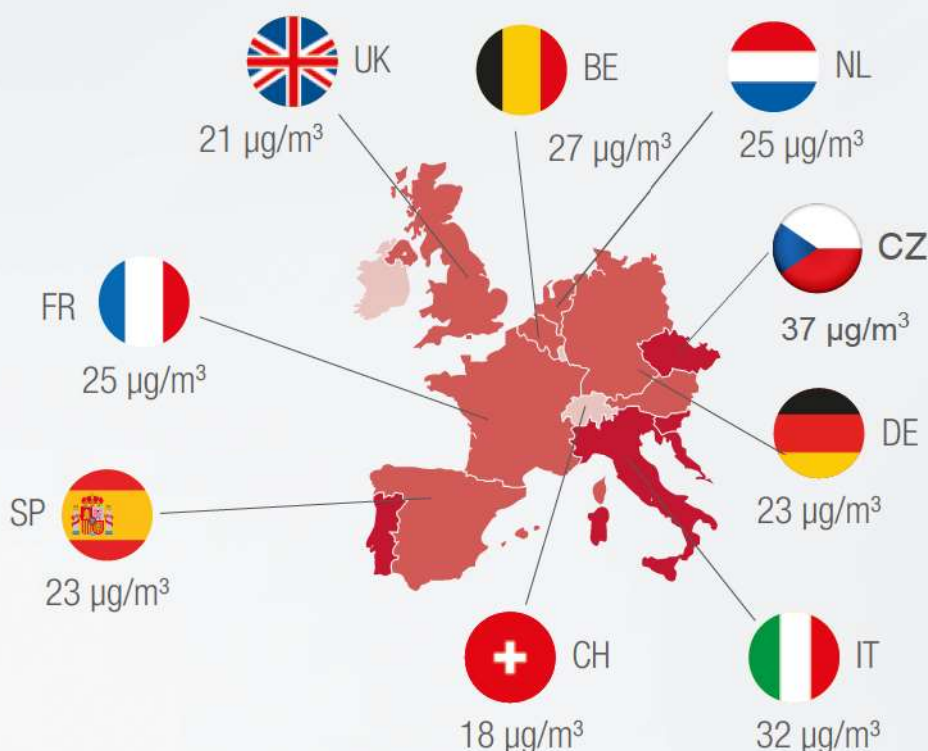 UK
21 µg/m³
BE
27 µg/m³
NL
25 µg/m³
CZ
37 µg/m³
FR
25 µg/m³
DE
23 µg/m³
SP
23 µg/m³
CH
18 µg/m³
IT
32 µg/m³